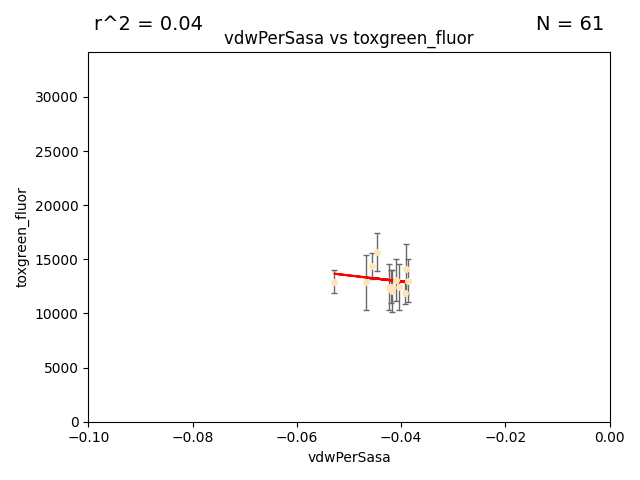 r^2 = 0.04
N = 61
vdwPerSasa vs toxgreen_fluor
toxgreen_fluor
30000
25000
20000
15000
10000
5000
0
−0.10
−0.08
−0.06
−0.04
−0.02
0.00
vdwPerSasa